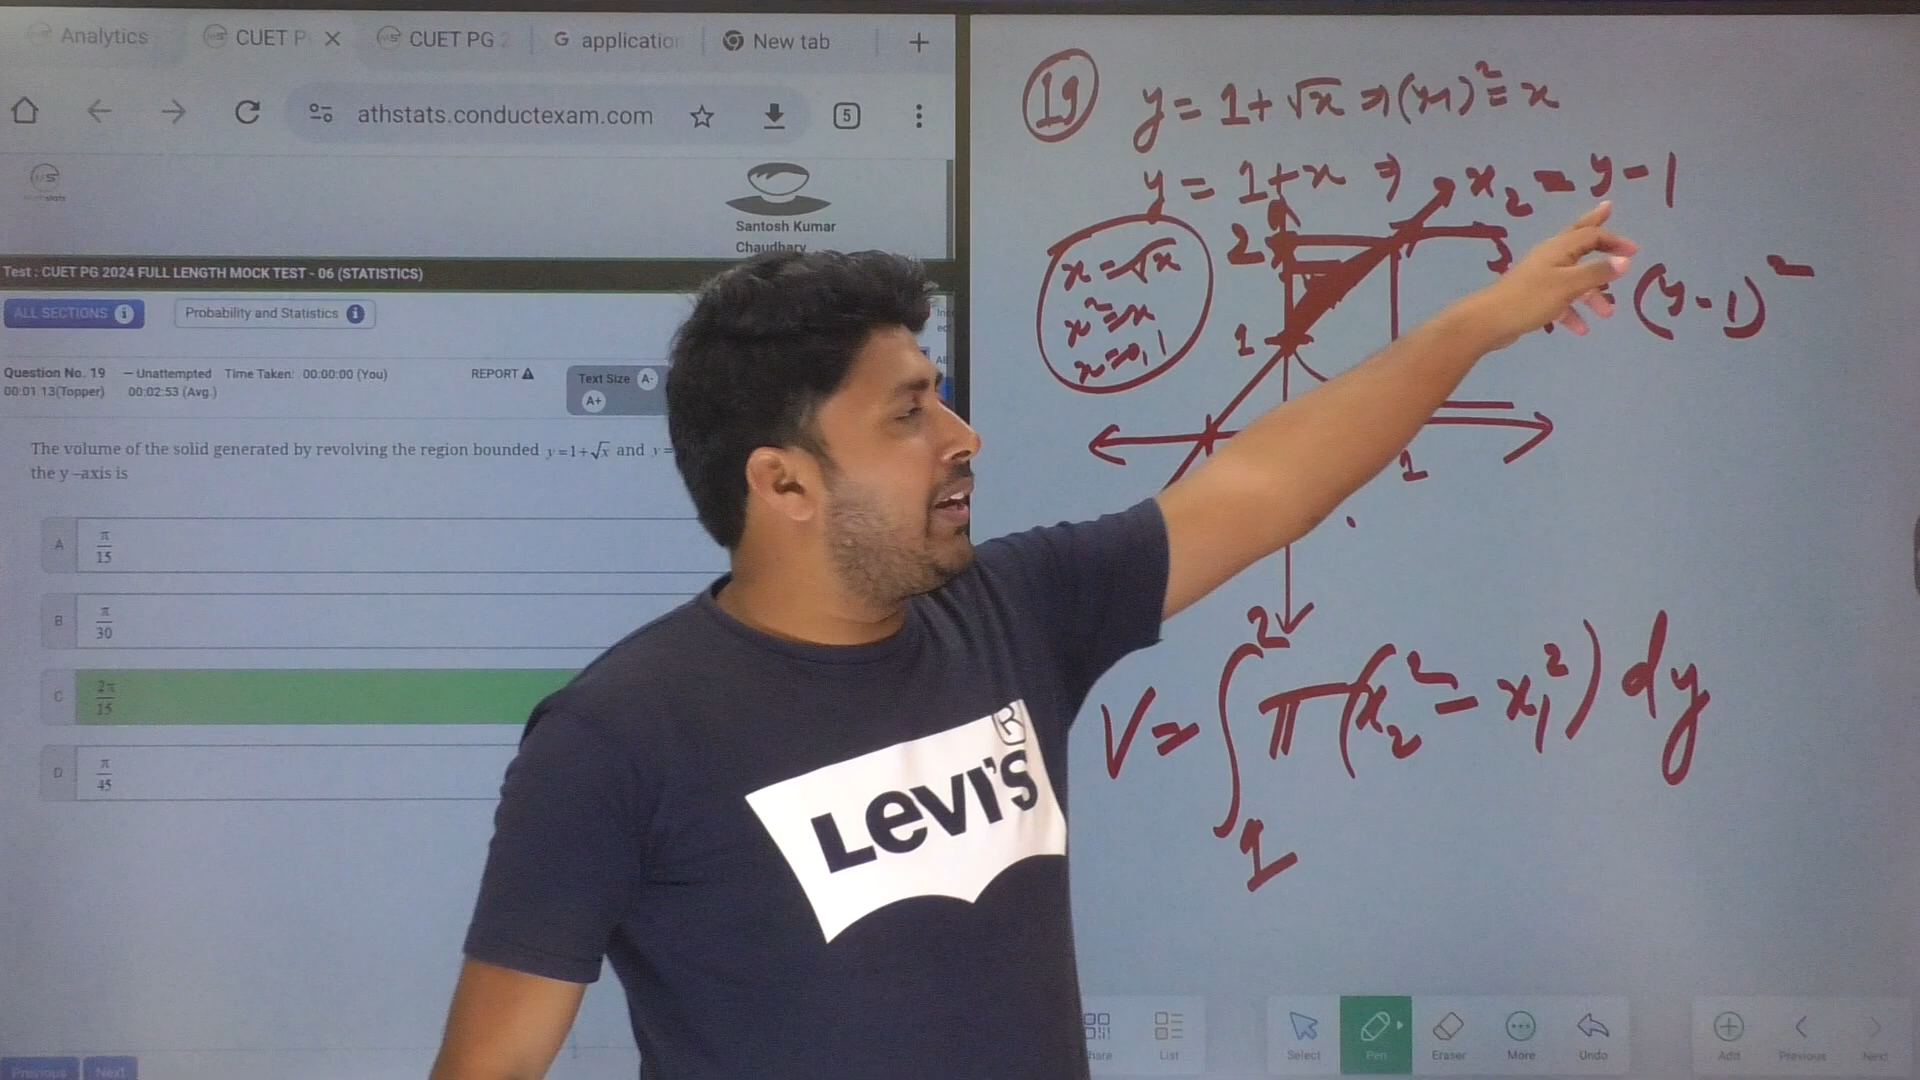 Analytics
CUET P
CUET PG 2
G application
New tab
athstats.conductexam.com
5
Santosh Kumar
Chaudhary
Test : CUET PG 2024 FULL LENGTH MOCK TEST - 06 (STATISTICS)
ALL SECTIONS i
Probability and Statistics i
Question No. 19 — Unattempted Time Taken: 00:00:00 (You)
REPORT
Text Size A-
A+
00:01 13(Topper) 00:02:53 (Avg.)
The volume of the solid generated by revolving the region bounded y=1+√x and y=
the y –axis is
A π/15
B π/30
C 2π/15
D π/45
Previous Next
19
y = 1+√x ⇒ (y-1)² = x
y = 1+x ⇒ x₂ = y-1
x=√x
x²=x
x=0,1
2
1
(y-1)²
1
V = ∫₁² π(x₂² - x₁²) dy
hare
List
Select
Pen
Eraser
More
Undo
Add
Previous
Next
LEVI'S
R